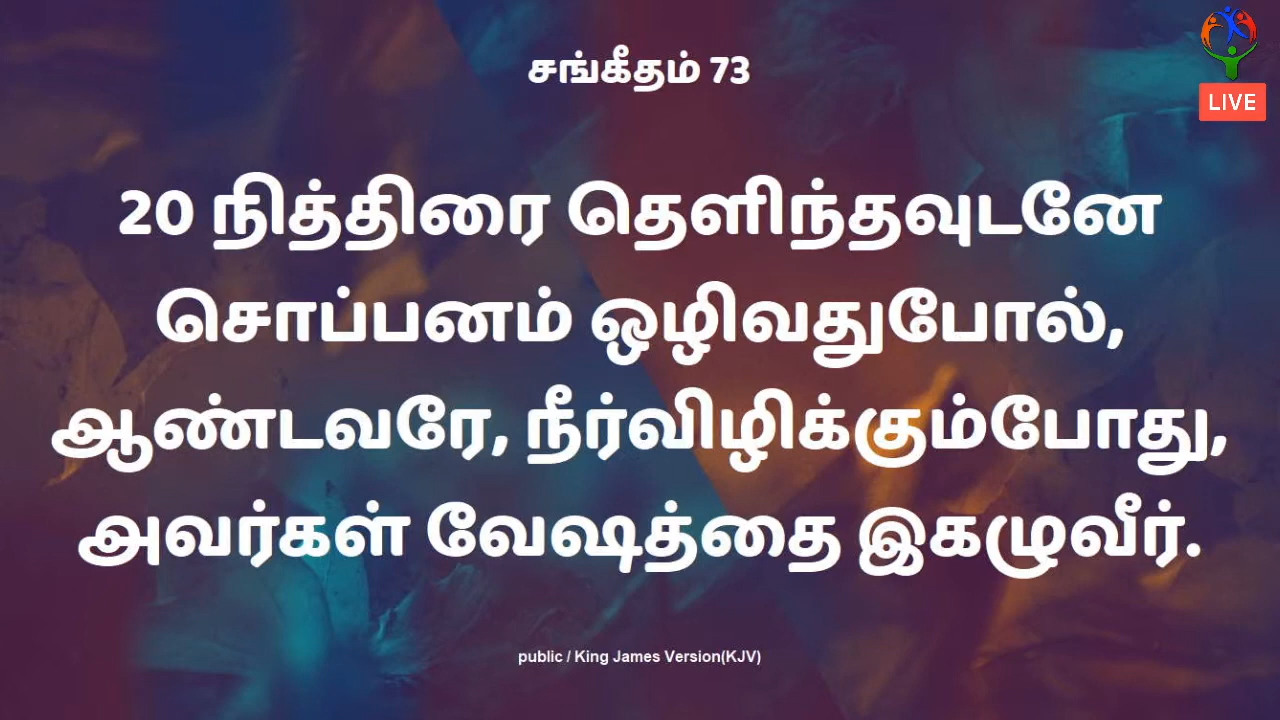 சங்கீதம் 73
LIVE
20 நித்திரை தெளிந்தவுடனே
சொப்பனம் ஒழிவதுபோல்,
ஆண்டவரே, நீர்விழிக்கும்போது,
அவர்கள் வேஷத்தை இகழுவீர்.
public / King James Version(KJV)